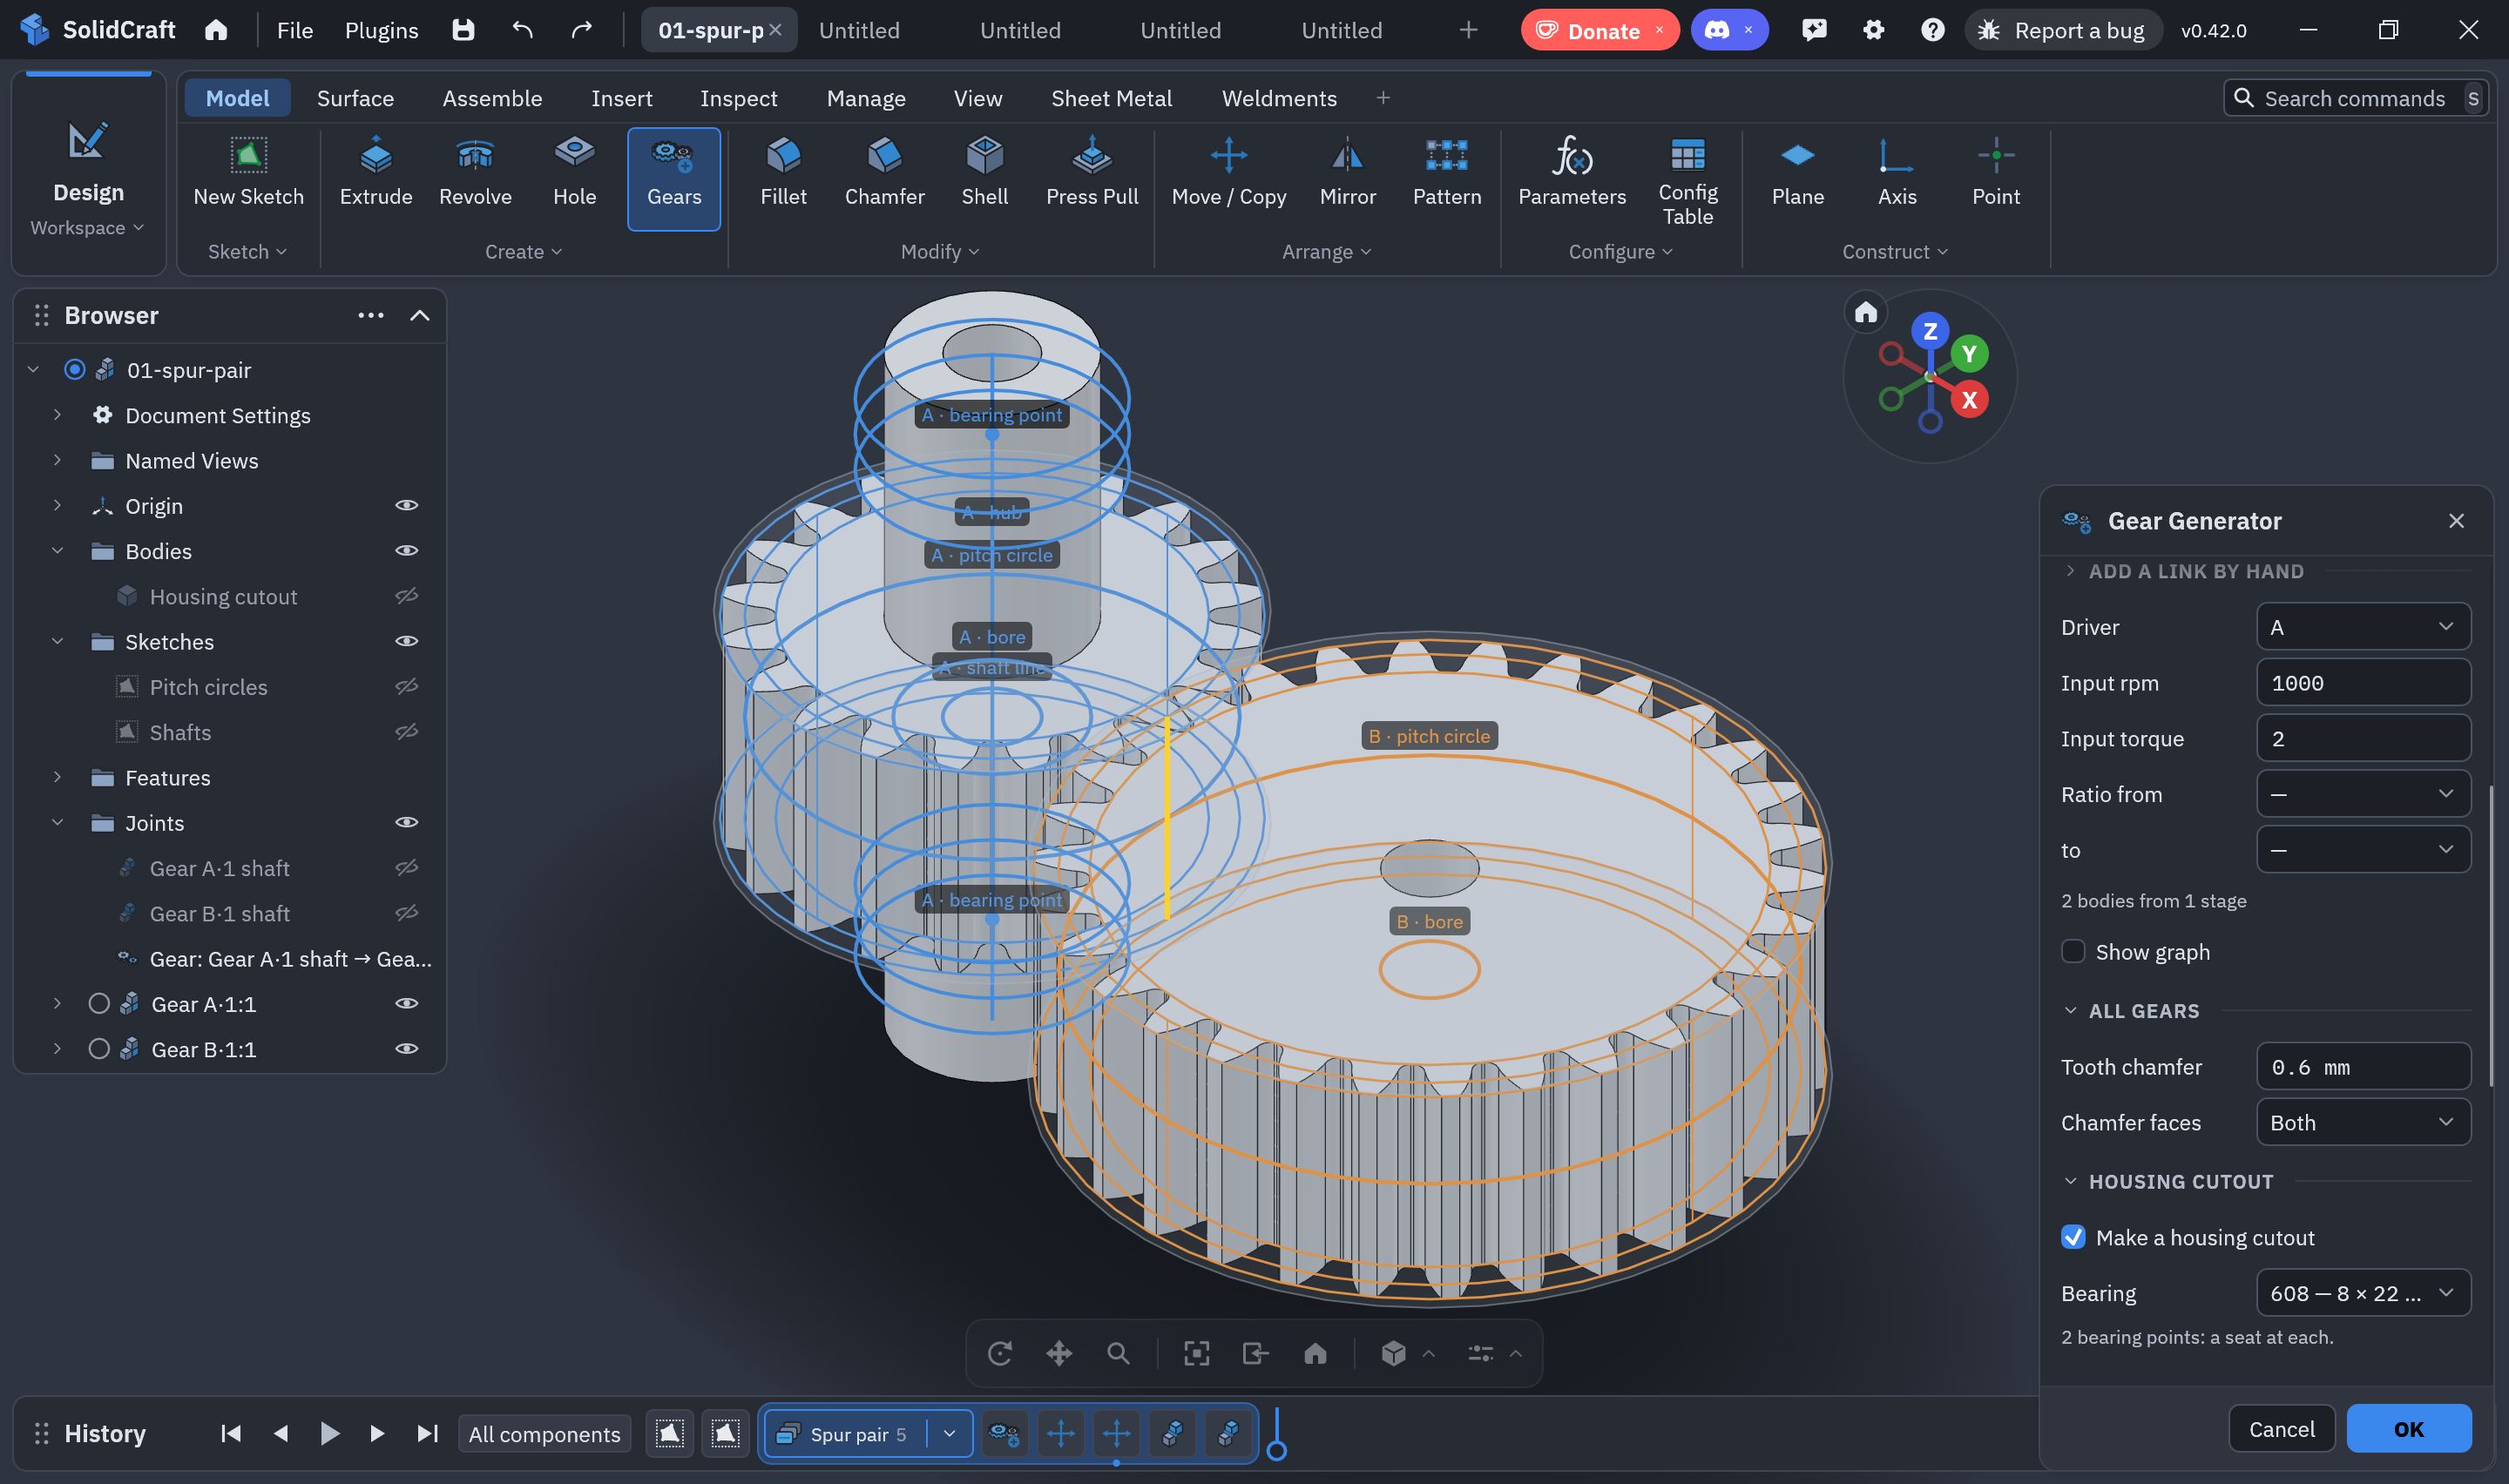 SolidCraft
File
Plugins
01-spur-p
Untitled
Untitled
Untitled
Untitled
Donate
Report a bug
v0.42.0
Design
Workspace
Model
Surface
Assemble
Insert
Inspect
Manage
View
Sheet Metal
Weldments
Search commands
S
New Sketch
Extrude
Revolve
Hole
Gears
Fillet
Chamfer
Shell
Press Pull
Move / Copy
Mirror
Pattern
Parameters
Config
Table
Plane
Axis
Point
Sketch
Create
Modify
Arrange
Configure
Construct
Browser
01-spur-pair
Document Settings
Named Views
Origin
Bodies
Housing cutout
Sketches
Pitch circles
Shafts
Features
Joints
Gear A·1 shaft
Gear B·1 shaft
Gear: Gear A·1 shaft → Gea...
Gear A·1:1
Gear B·1:1
A · bearing point
A · hub
A · pitch circle
A · bore
A · shaft line
A · bearing point
B · pitch circle
B · bore
Z
Y
X
Gear Generator
ADD A LINK BY HAND
Driver
A
Input rpm
1000
Input torque
2
Ratio from
—
to
—
2 bodies from 1 stage
Show graph
ALL GEARS
Tooth chamfer
0.6 mm
Chamfer faces
Both
HOUSING CUTOUT
Make a housing cutout
Bearing
608 — 8 × 22 ...
2 bearing points: a seat at each.
Cancel
OK
History
All components
Spur pair 5